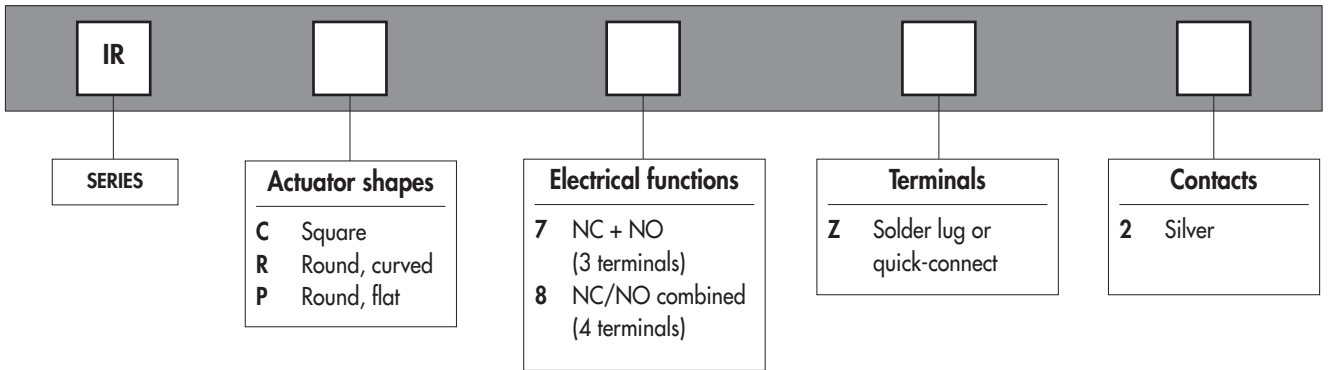 IR
SERIES
Actuator shapes
C Square
R Round, curved
P Round, flat
Electrical functions
7 NC + NO
(3 terminals)
8 NC/NO combined
(4 terminals)
Terminals
Z Solder lug or
quick-connect
Contacts
2 Silver